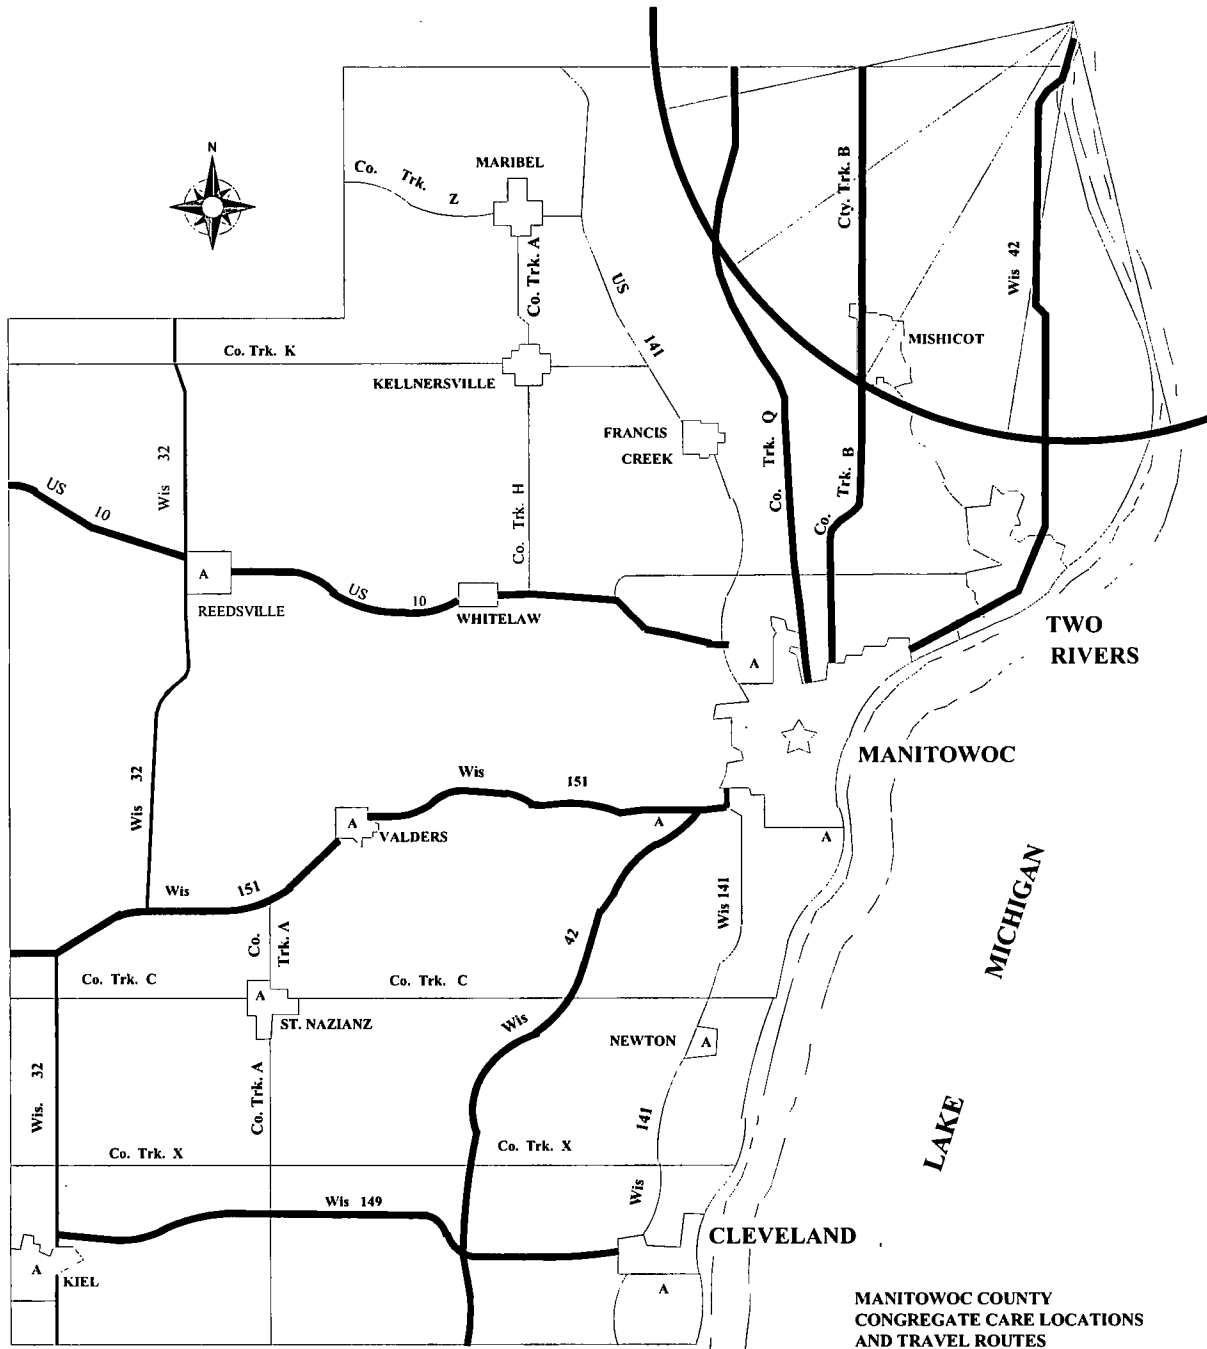 N
MARIBEL
Co. Trk. Z
Co. Trk. A
US 141
Cty. Trk. B
Wis 42
MISHICOT
Co. Trk. K
KELLNERSVILLE
FRANCIS
CREEK
Co. Trk. Q
Co. Trk. B
Wis 32
US 10
Co. Trk. H
A
REEDSVILLE
US 10
WHITELAW
TWO
RIVERS
A
MANITOWOC
Wis 32
Wis 151
A
VALDERS
A
A
Wis 151
Wis 141
Co. Trk. A
42
MICHIGAN
Co. Trk. C
Co. Trk. C
A
ST. NAZIANZ
Wis
NEWTON
A
Wis. 32
Co. Trk. A
141
LAKE
Co. Trk. X
Co. Trk. X
Wis 149
Wis
CLEVELAND
A
KIEL
A
MANITOWOC COUNTY
CONGREGATE CARE LOCATIONS
AND TRAVEL ROUTES